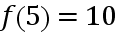 f(5) = 10